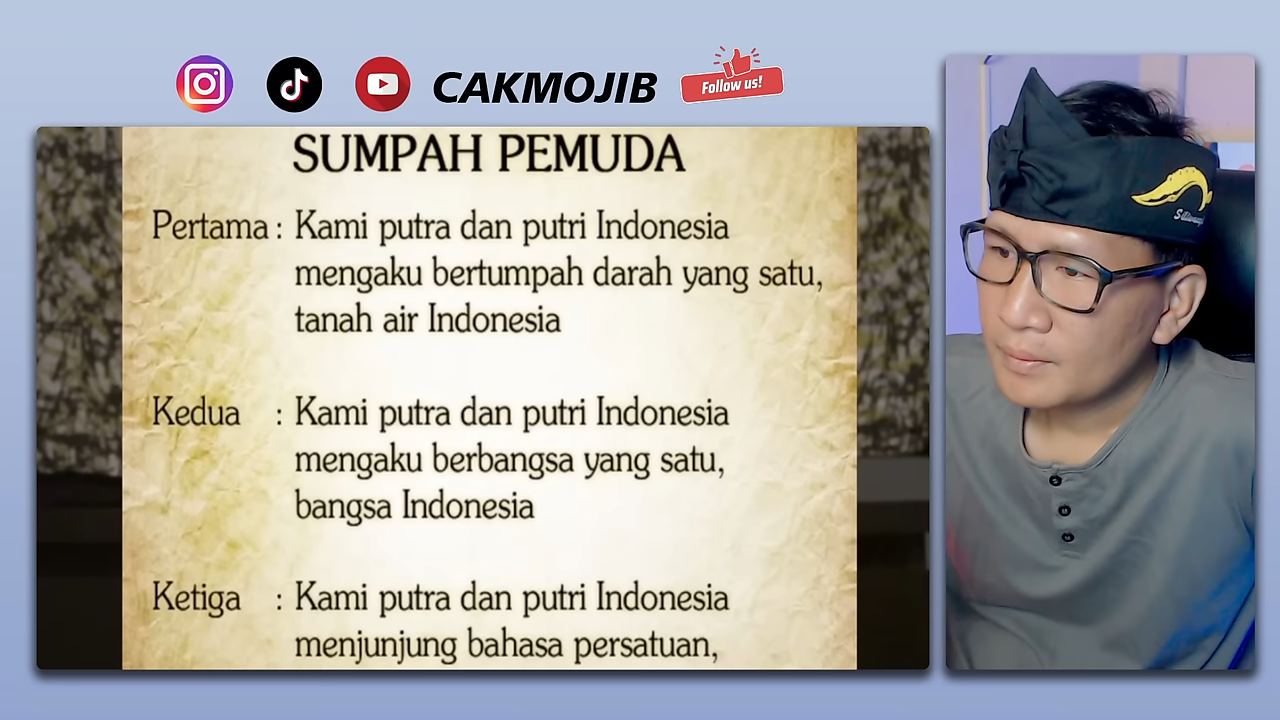 CAKMOJIB
Follow us!
SUMPAH PEMUDA
Pertama : Kami putra dan putri Indonesia
mengaku bertumpah darah yang satu,
tanah air Indonesia
Kedua : Kami putra dan putri Indonesia
mengaku berbangsa yang satu,
bangsa Indonesia
Ketiga : Kami putra dan putri Indonesia
menjunjung bahasa persatuan,